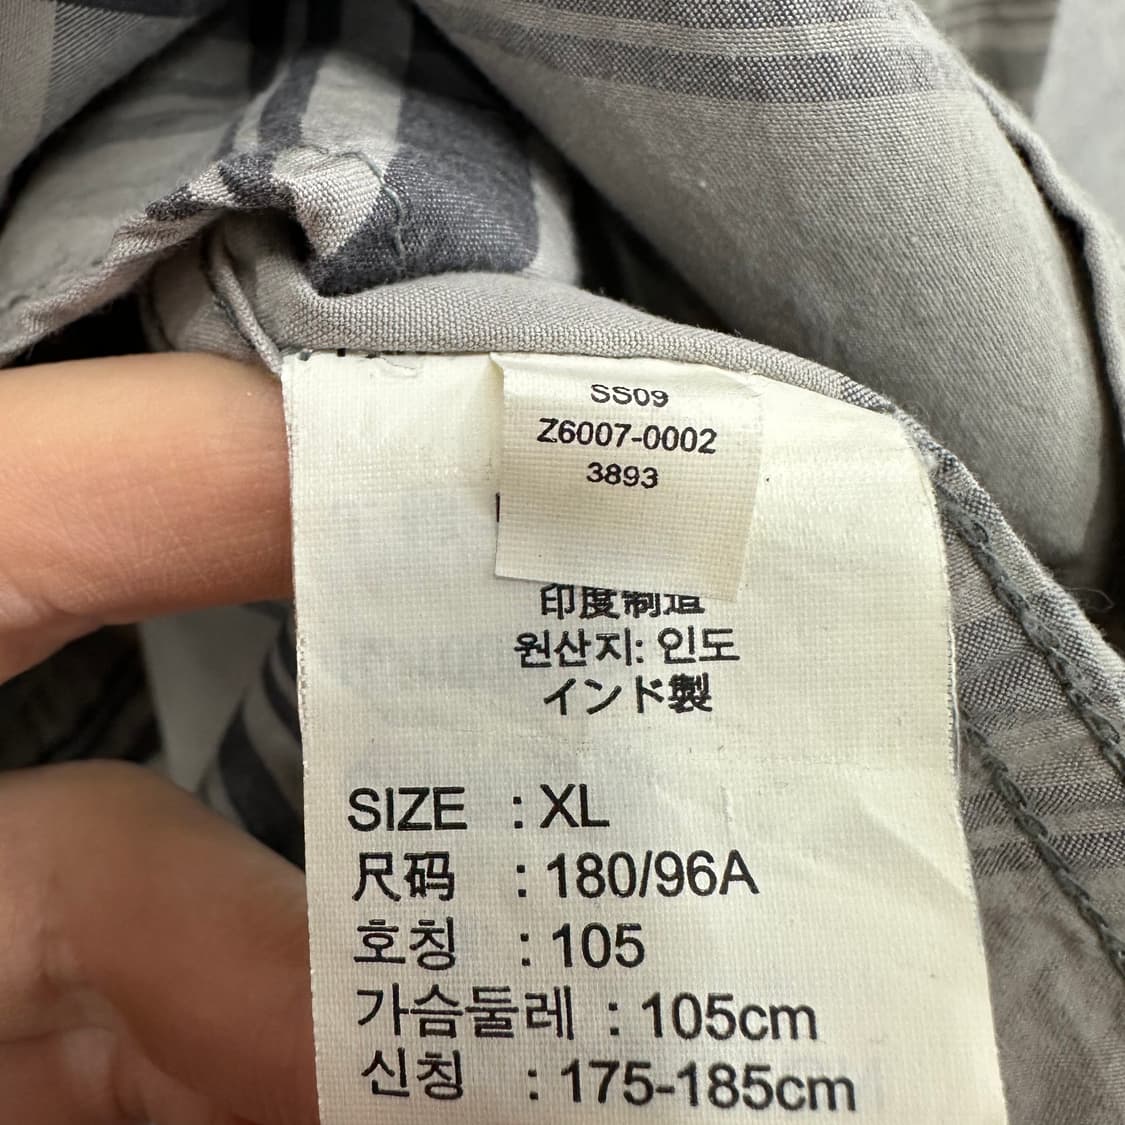 SS09
Z6007-0002
3893
印度制造
원산지: 인도
インド製
SIZE : XL
尺码 : 180/96A
호칭 : 105
가슴둘레 : 105cm
신칭 : 175-185cm